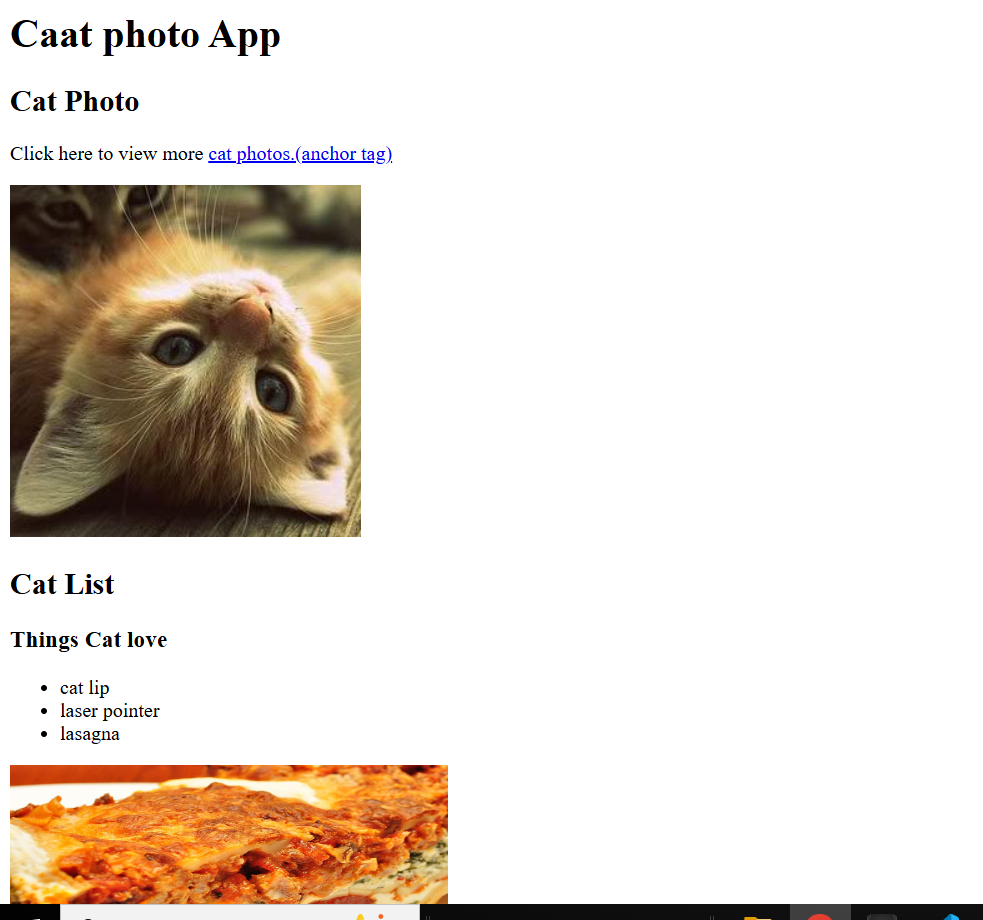 Caat photo App
Cat Photo
Click here to view more cat photos.(anchor tag)
Cat List
Things Cat love
cat lip
laser pointer
lasagna